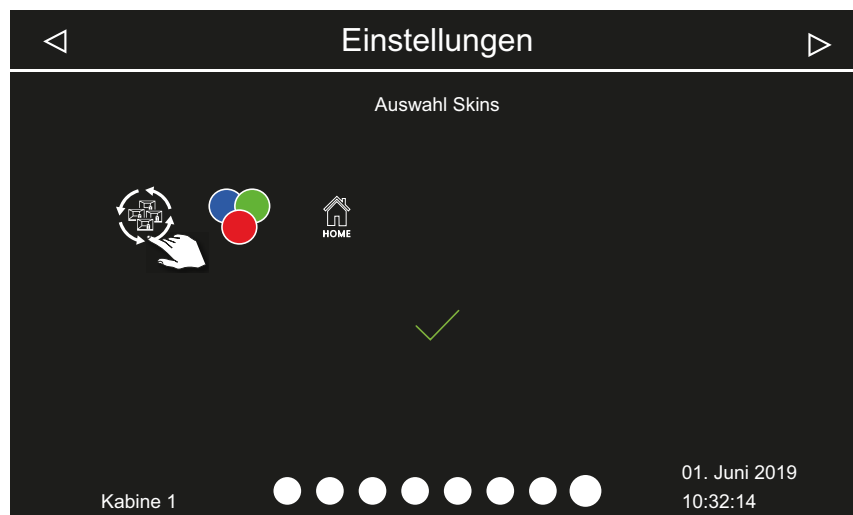 Einstellungen
Auswahl Skins
HOME
Kabine 1
01. Juni 2019
10:32:14